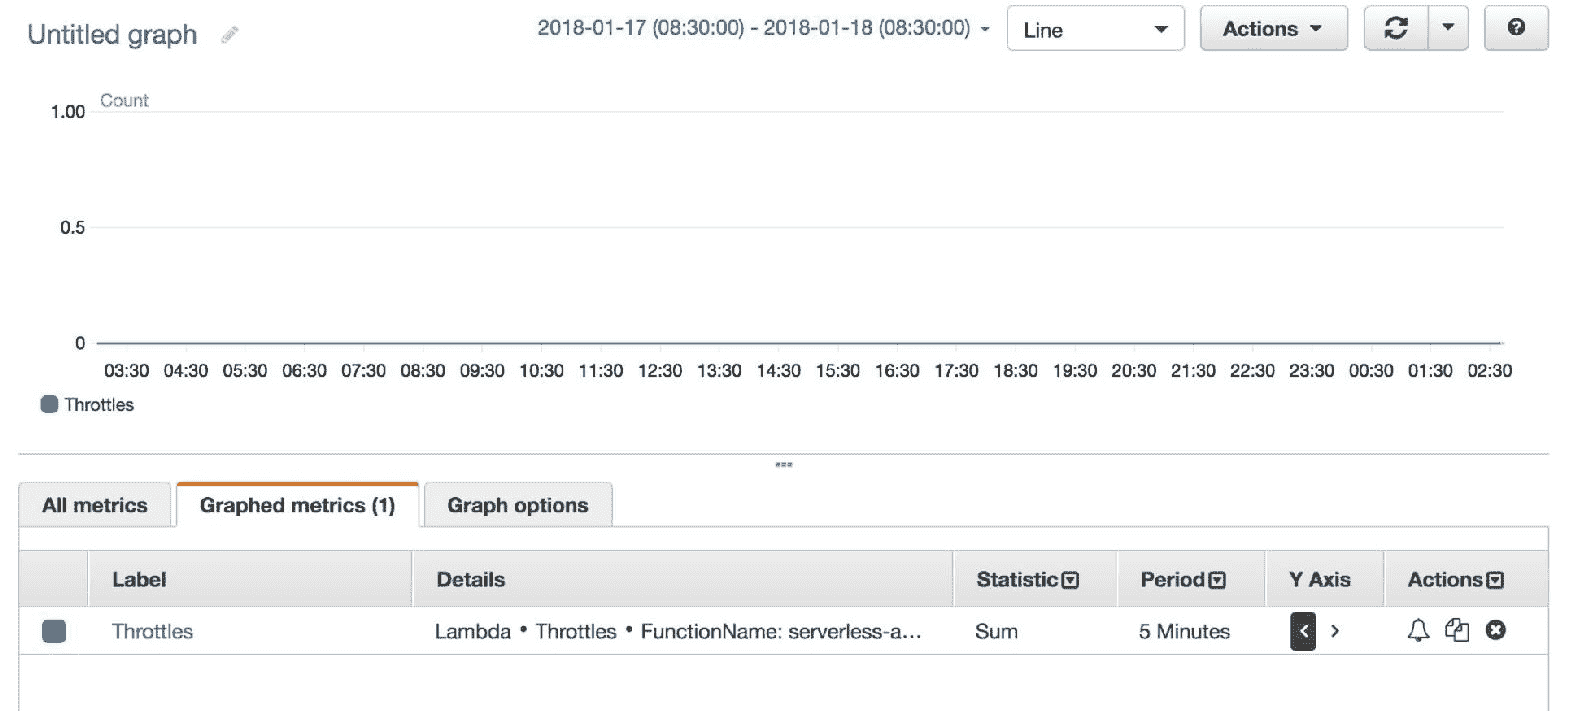 Untitled graph 2018-01-17 (08:30:00) - 2018-01-18 (08:30:00) Line Actions
Count
1.00
0.5
0
03:30 04:30 05:30 06:30 07:30 08:30 09:30 10:30 11:30 12:30 13:30 14:30 15:30 16:30 17:30 18:30 19:30 20:30 21:30 22:30 23:30 00:30 01:30 02:30
Throttles
All metrics Graphed metrics (1) Graph options
Label Details Statistic Period Y Axis Actions
Throttles Lambda • Throttles • FunctionName: serverless-a... Sum 5 Minutes < >